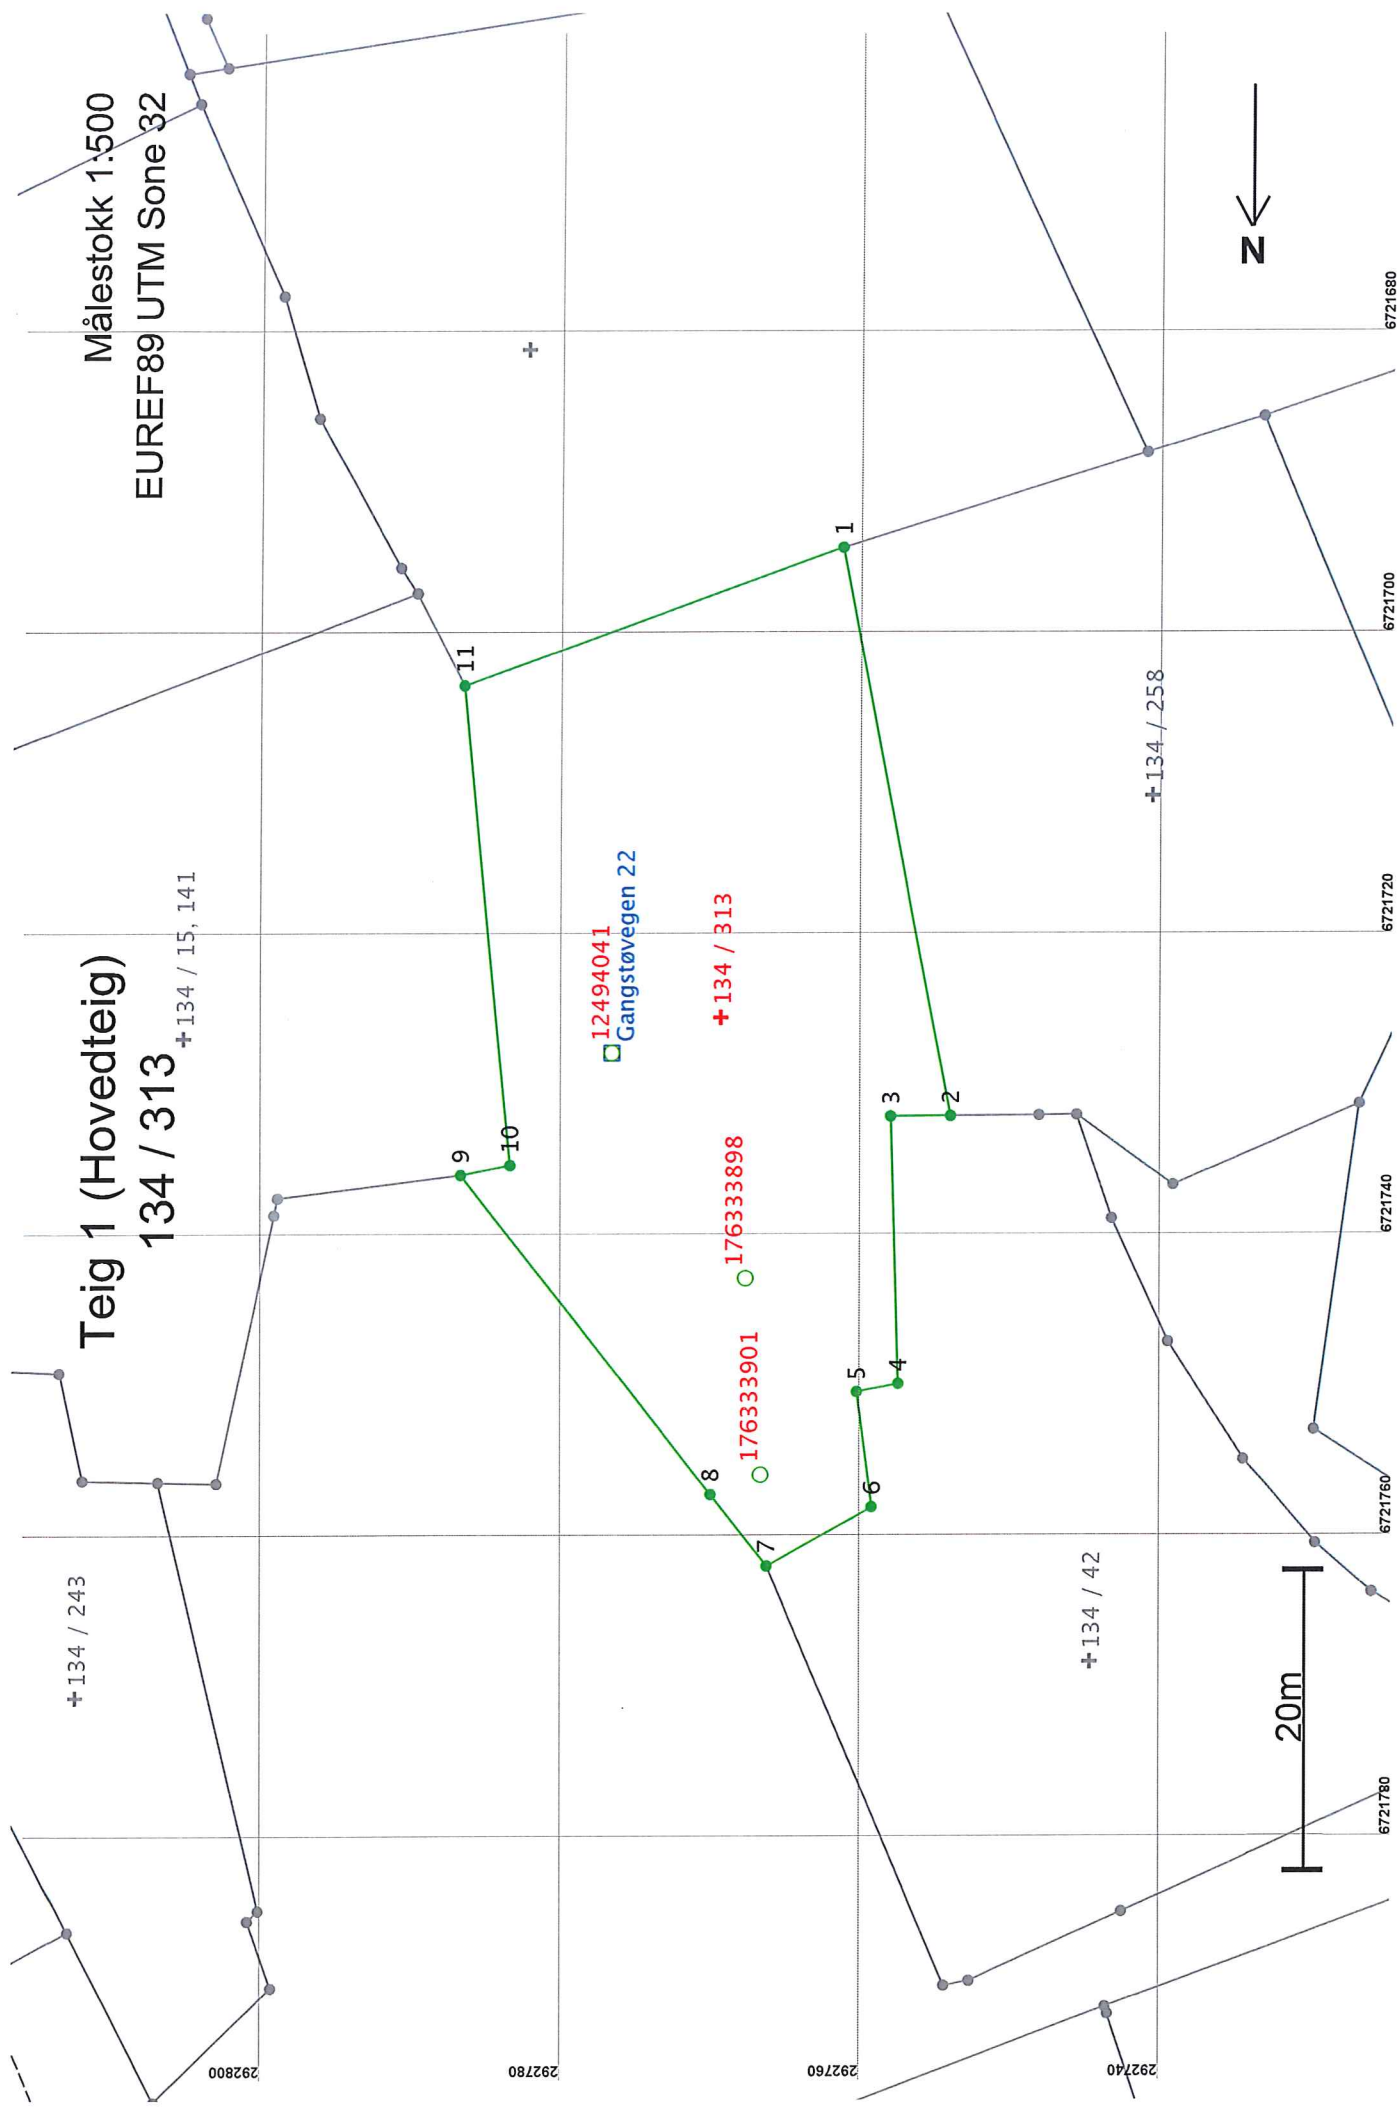 Teig 1 (Hovedteig)
134 / 313
Målestokk 1:500
EUREF89 UTM Sone 32
134 / 243
134 / 15, 141
11
9
10
12494041
Gangstøvegen 22
134 / 313
176333898
176333901
8
7
6
5
4
3
2
1
134 / 258
134 / 42
N
20m
292800
292780
292760
292740
6721780
6721760
6721740
6721720
6721700
6721680